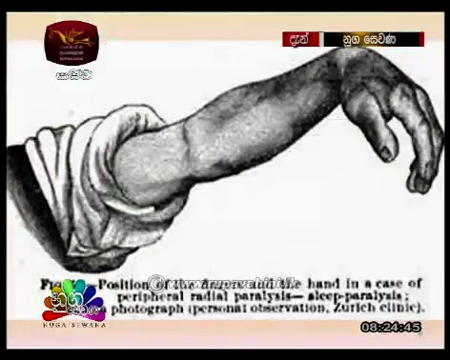 දැන් නුග සෙවණ
Position of the and the hand in a case of
peripheral radial paralysis— sleep-paralysis;
photograph (personal observation, Zurich clinic).
නුග
සෙවණ
NUGA SEWANA
08:24:45